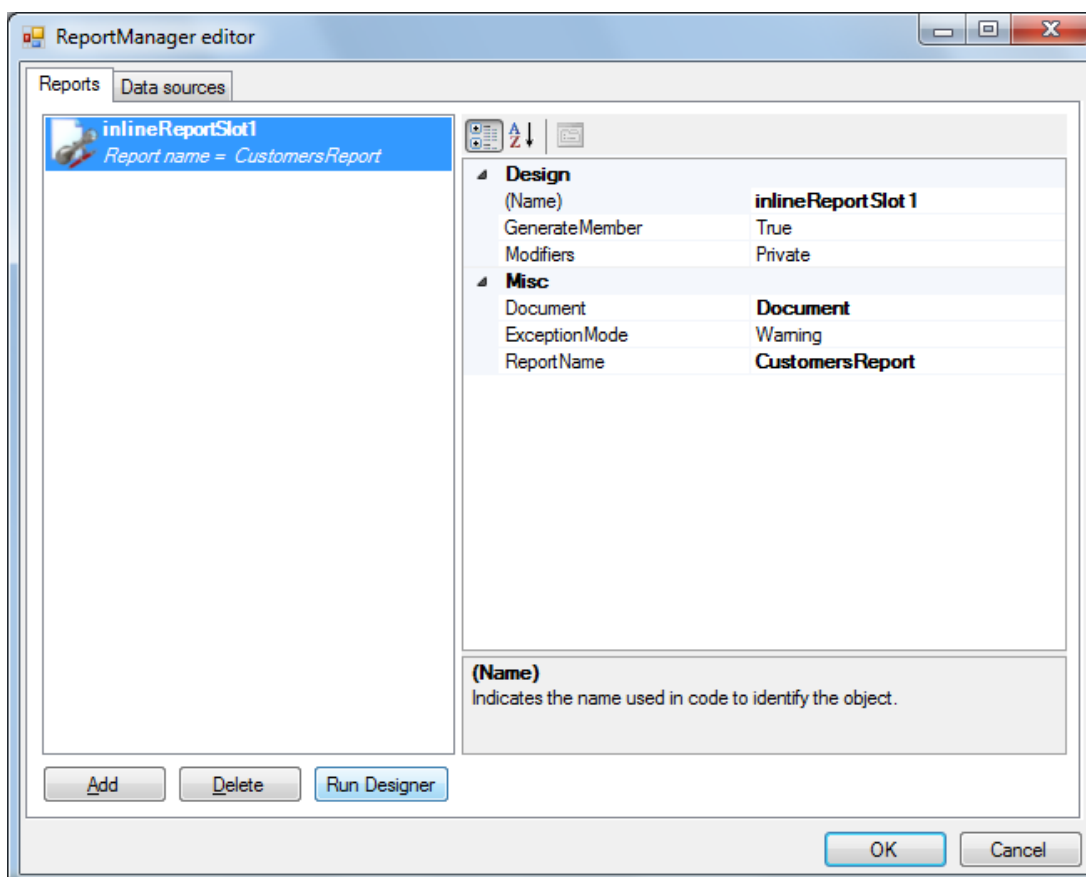 ReportManager editor
Reports Data sources
inlineReportSlot1
Report name = CustomersReport
Design
(Name) inlineReportSlot1
GenerateMember True
Modifiers Private
Misc
Document Document
ExceptionMode Warning
ReportName CustomersReport
(Name)
Indicates the name used in code to identify the object.
Add Delete Run Designer
OK Cancel